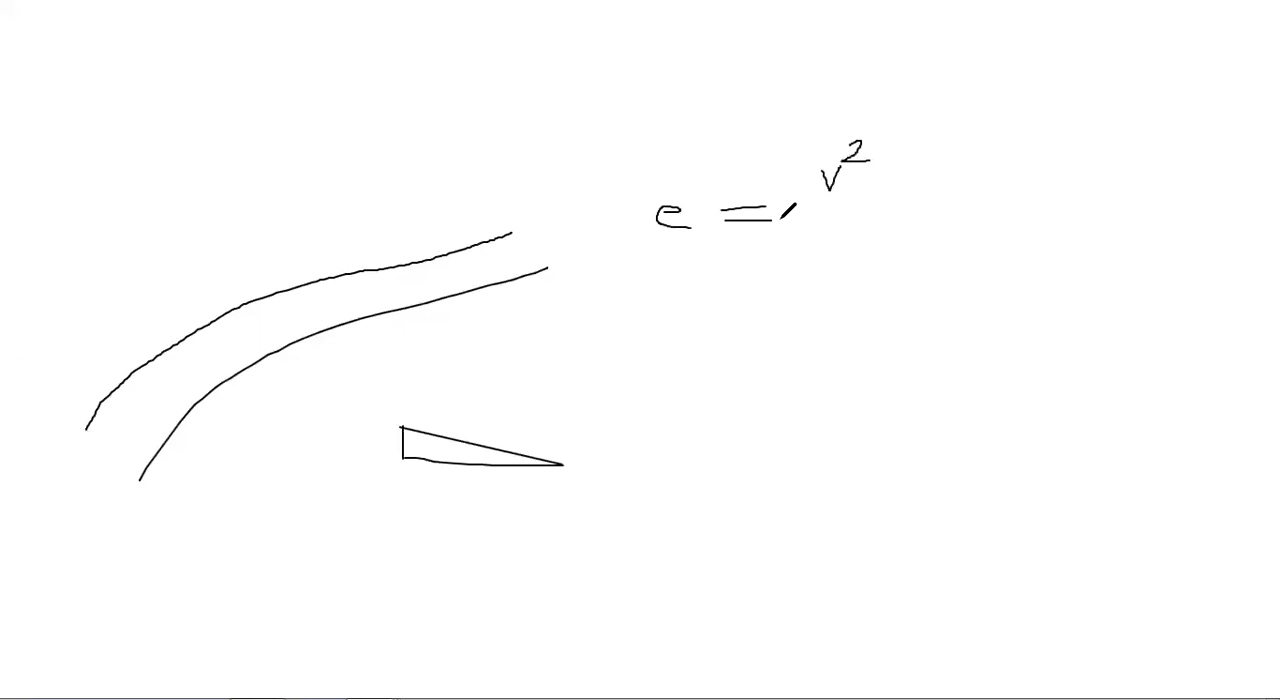 e = v²